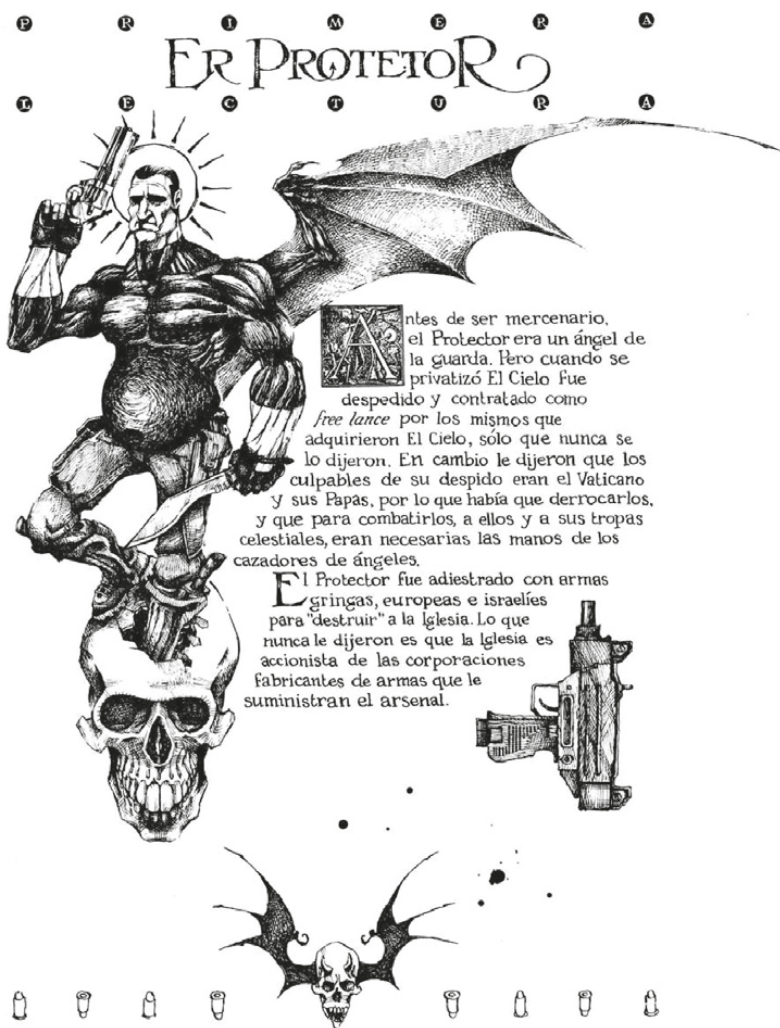 PRIMERA
ER PROTETOR
LECTURA
Antes de ser mercenario,
el Protector era un ángel de
la guarda. Pero cuando se
privatizó El Cielo fue
despedido y contratado como
free lance por los mismos que
adquirieron El Cielo, sólo que nunca se
lo dijeron. En cambio le dijeron que los
culpables de su despido eran el Vaticano
y sus Papas, por lo que había que derrocarlos,
y que para combatirlos, a ellos y a sus tropas
celestiales, eran necesarias las manos de los
cazadores de ángeles.
El Protector fue adiestrado con armas
gringas, europeas e israelíes
para "destruir" a la Iglesia. Lo que
nunca le dijeron es que la Iglesia es
accionista de las corporaciones
fabricantes de armas que le
suministran el arsenal.